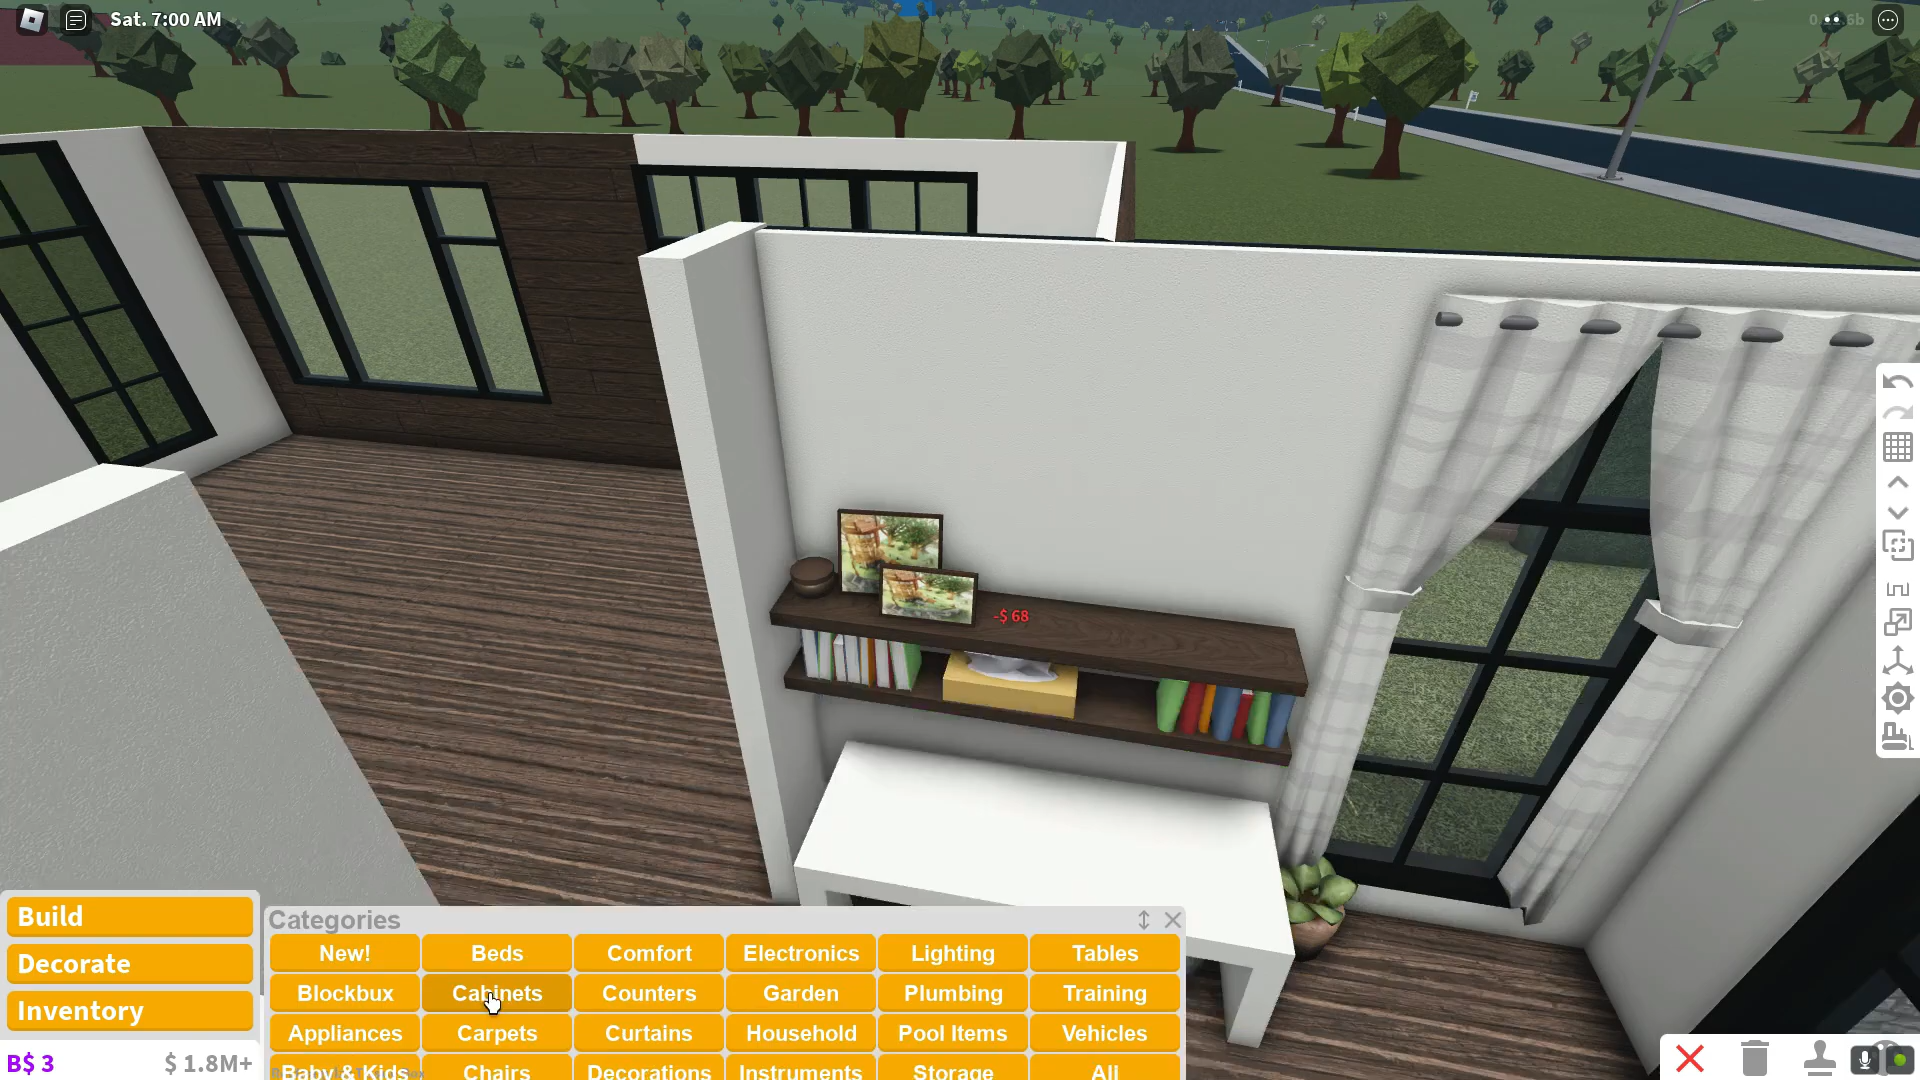 Sat. 7:00 AM
-$ 68
Build
Decorate
Inventory
B$ 3
$ 1.8M+
Categories
New! Beds Comfort Electronics Lighting Tables
Blockbux Cabinets Counters Garden Plumbing Training
Appliances Carpets Curtains Household Pool Items Vehicles
Baby & Kids Chairs Decorations Instruments Storage All